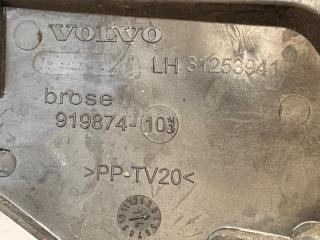 VOLVO
LH 31253941
brose
919874-103
>PP-TV20<